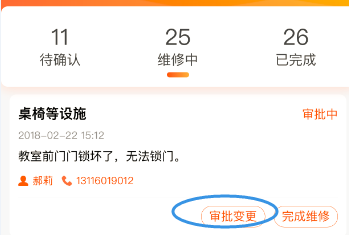 11 25 26
待确认 维修中 已完成
桌椅等设施 审批中
2018-02-22 15:12
教室前门门锁坏了，无法锁门。
郝莉 13116019012
审批变更 完成维修